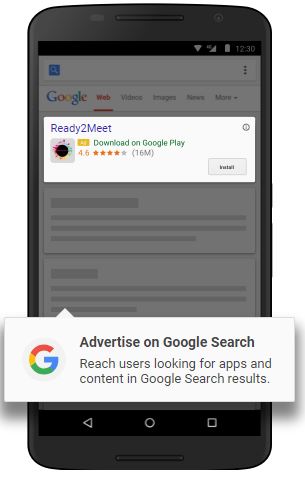 12:30
Google Web Videos Images News More
Ready2Meet
Ad Download on Google Play
4.6 (16M)
Install
G
Advertise on Google Search
Reach users looking for apps and
content in Google Search results.